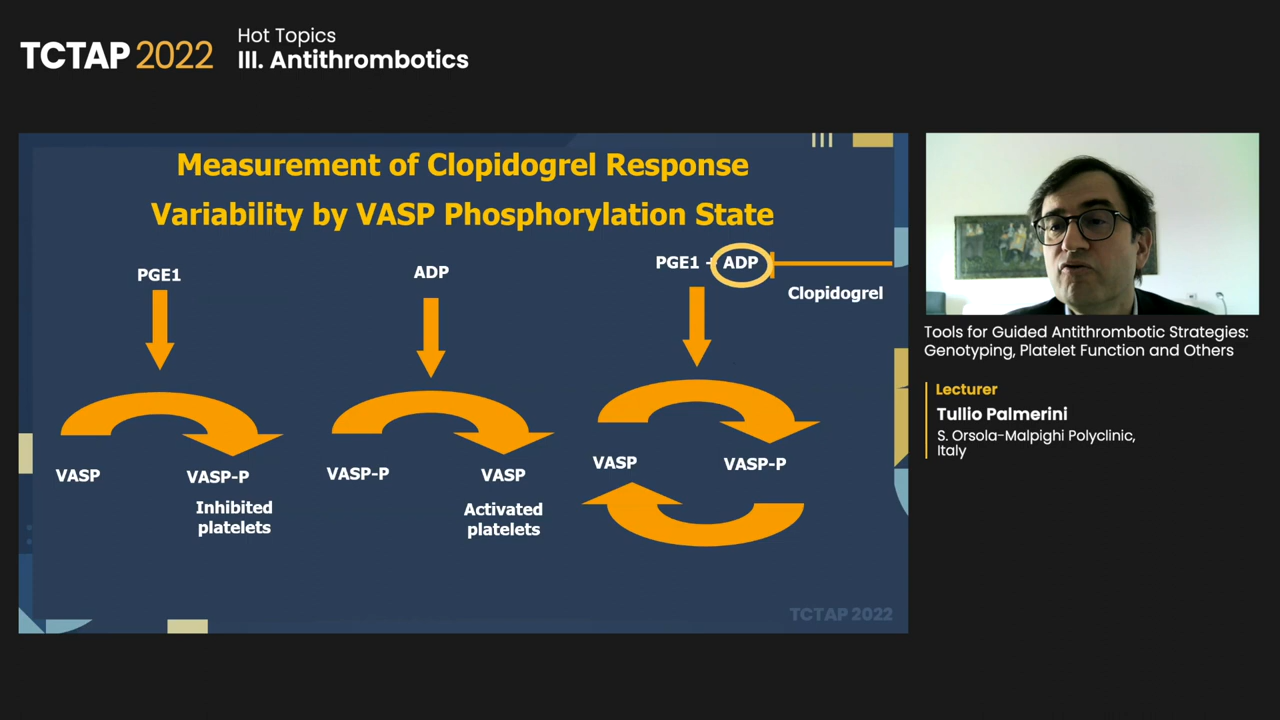 TCTAP 2022
Hot Topics
III. Antithrombotics
Measurement of Clopidogrel Response
Variability by VASP Phosphorylation State
PGE1
ADP
PGE1 + ADP
Clopidogrel
VASP
VASP-P
Inhibited
platelets
VASP-P
VASP
Activated
platelets
VASP
VASP-P
TCTAP 2022
Tools for Guided Antithrombotic Strategies:
Genotyping, Platelet Function and Others
Lecturer
Tullio Palmerini
S. Orsola-Malpighi Polyclinic,
Italy